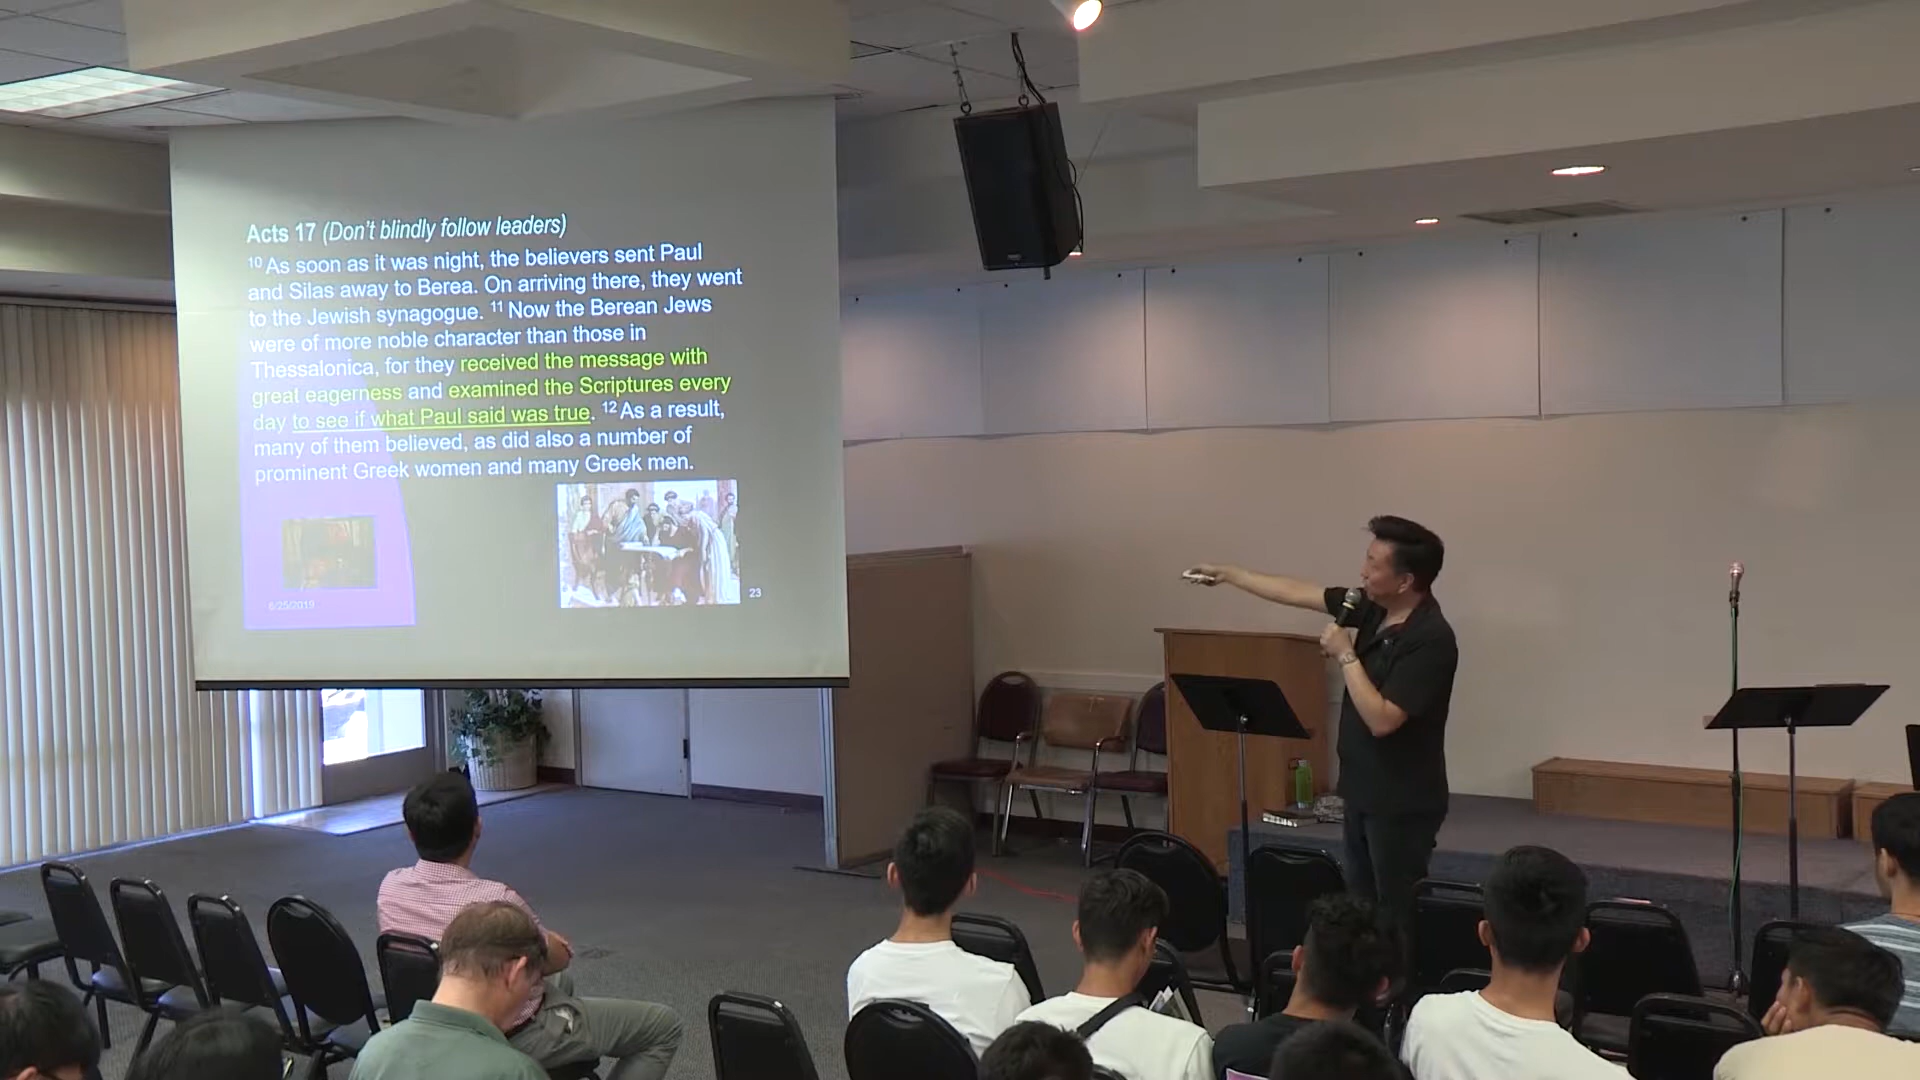 Acts 17 (Don't blindly follow leaders)
10 As soon as it was night, the believers sent Paul
and Silas away to Berea. On arriving there, they went
to the Jewish synagogue. 11 Now the Berean Jews
were of more noble character than those in
Thessalonica, for they received the message with
great eagerness and examined the Scriptures every
day to see if what Paul said was true. 12 As a result,
many of them believed, as did also a number of
prominent Greek women and many Greek men.
8/25/2019
23